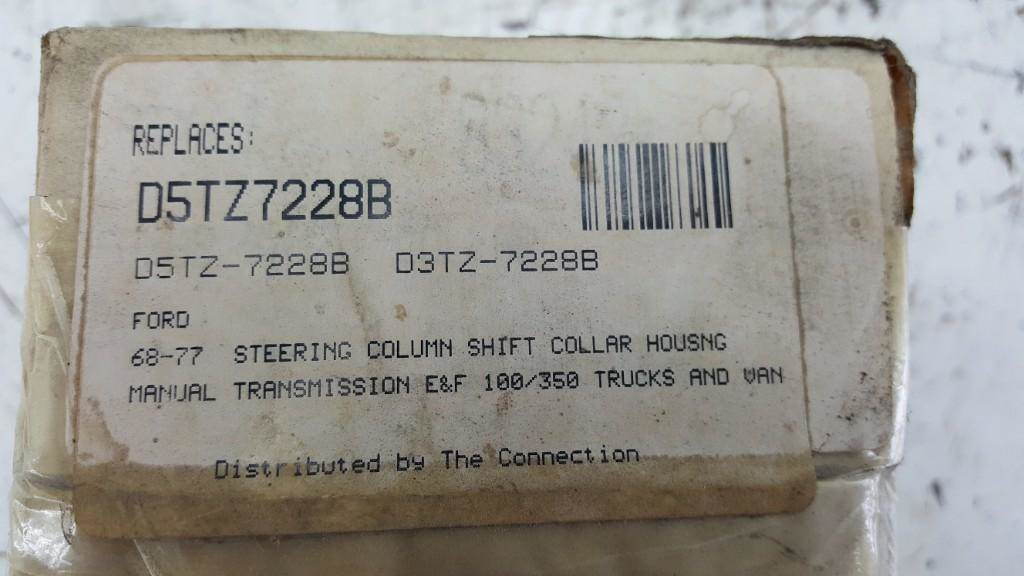 REPLACES:
D5TZ7228B
D5TZ-7228B D3TZ-7228B
FORD
68-77 STEERING COLUMN SHIFT COLLAR HOUSNG
MANUAL TRANSMISSION E&F 100/350 TRUCKS AND VAN
Distributed by The Connection